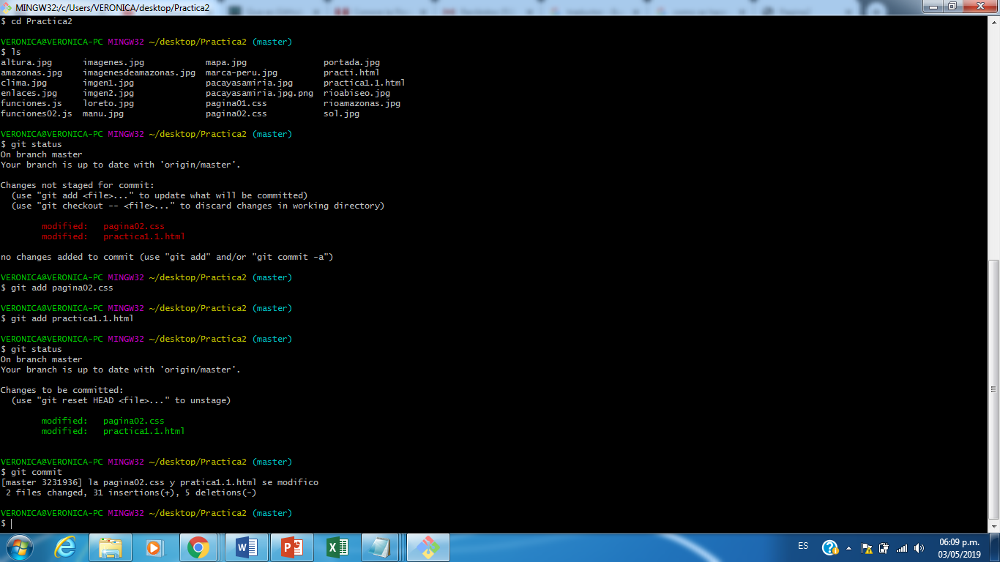 MINGW32:/c/Users/VERONICA/desktop/Practica2
$ cd Practica2
VERONICA@VERONICA-PC MINGW32 ~/desktop/Practica2 (master)
$ ls
altura.jpg imagenes.jpg mapa.jpg portada.jpg
amazonas.jpg imagenesdeamazonas.jpg marca-peru.jpg practi.html
clima.jpg imgen1.jpg pacayasamiria.jpg practica1.1.html
enlaces.jpg imgen2.jpg pacayasamiria.jpg.png rioabiseo.jpg
funciones.js loreto.jpg pagina01.css rioamazonas.jpg
funciones02.js manu.jpg pagina02.css sol.jpg
VERONICA@VERONICA-PC MINGW32 ~/desktop/Practica2 (master)
$ git status
On branch master
Your branch is up to date with 'origin/master'.
Changes not staged for commit:
(use "git add <file>..." to update what will be committed)
(use "git checkout -- <file>..." to discard changes in working directory)
modified: pagina02.css
modified: practica1.1.html
no changes added to commit (use "git add" and/or "git commit -a")
VERONICA@VERONICA-PC MINGW32 ~/desktop/Practica2 (master)
$ git add pagina02.css
VERONICA@VERONICA-PC MINGW32 ~/desktop/Practica2 (master)
$ git add practica1.1.html
VERONICA@VERONICA-PC MINGW32 ~/desktop/Practica2 (master)
$ git status
On branch master
Your branch is up to date with 'origin/master'.
Changes to be committed:
(use "git reset HEAD <file>..." to unstage)
modified: pagina02.css
modified: practica1.1.html
VERONICA@VERONICA-PC MINGW32 ~/desktop/Practica2 (master)
$ git commit
[master 3231936] la pagina02.css y pratica1.1.html se modifico
2 files changed, 31 insertions(+), 5 deletions(-)
VERONICA@VERONICA-PC MINGW32 ~/desktop/Practica2 (master)
$
ES
06:09 p.m.
03/05/2019